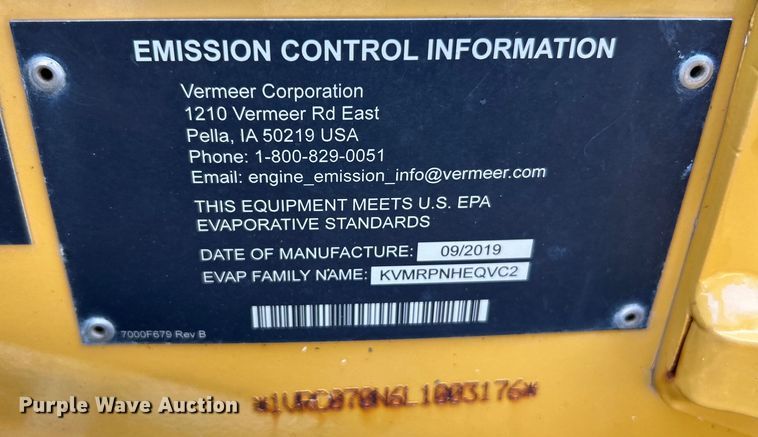 EMISSION CONTROL INFORMATION
Vermeer Corporation
1210 Vermeer Rd East
Pella, IA 50219 USA
Phone: 1-800-829-0051
Email: engine_emission_info@vermeer.com
THIS EQUIPMENT MEETS U.S. EPA
EVAPORATIVE STANDARDS
DATE OF MANUFACTURE: 09/2019
EVAP FAMILY NAME: KVMRPNHEQVC2
7000F679 Rev B
*1VRC070N6L1003176*
Purple Wave Auction